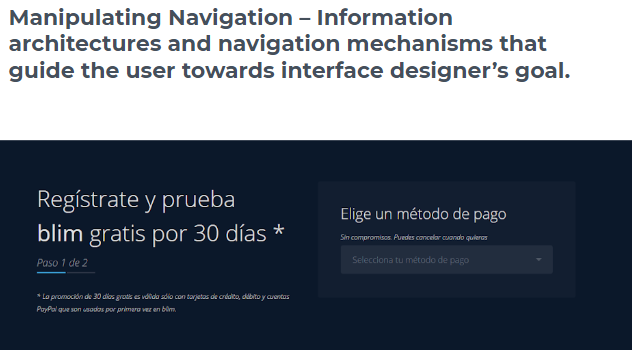 Manipulating Navigation – Information
architectures and navigation mechanisms that
guide the user towards interface designer's goal.
Regístrate y prueba
blim gratis por 30 días *
Paso 1 de 2
* La promoción de 30 días gratis es válida sólo con tarjetas de crédito, débito y cuentas
PayPal que son usadas por primera vez en blim.
Elige un método de pago
Sin compromisos. Puedes cancelar cuando quieras
Selecciona tu método de pago